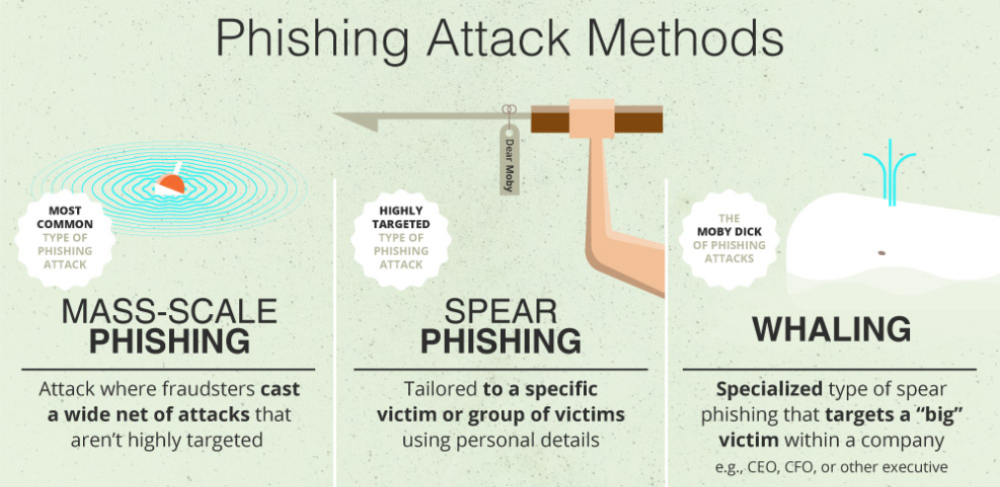 Phishing Attack Methods
Dear Moby
MOST
COMMON
TYPE OF
PHISHING
ATTACK
MASS-SCALE
PHISHING
Attack where fraudsters cast
a wide net of attacks that
aren’t highly targeted
HIGHLY
TARGETED
TYPE OF
PHISHING
ATTACK
SPEAR
PHISHING
Tailored to a specific
victim or group of victims
using personal details
THE
MOBY DICK
OF PHISHING
ATTACKS
WHALING
Specialized type of spear
phishing that targets a “big”
victim within a company
e.g., CEO, CFO, or other executive